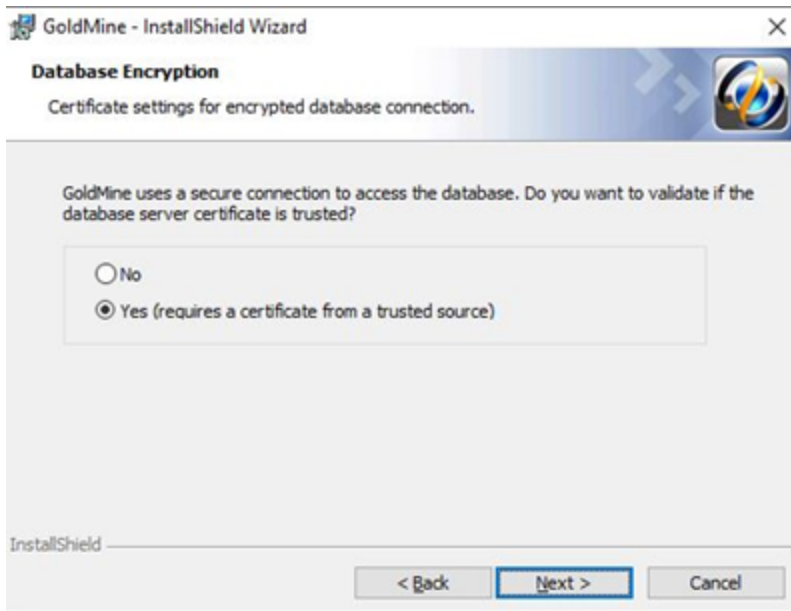 GoldMine - InstallShield Wizard
Database Encryption
Certificate settings for encrypted database connection.
GoldMine uses a secure connection to access the database. Do you want to validate if the
database server certificate is trusted?
No
Yes (requires a certificate from a trusted source)
InstallShield
< Back
Next >
Cancel